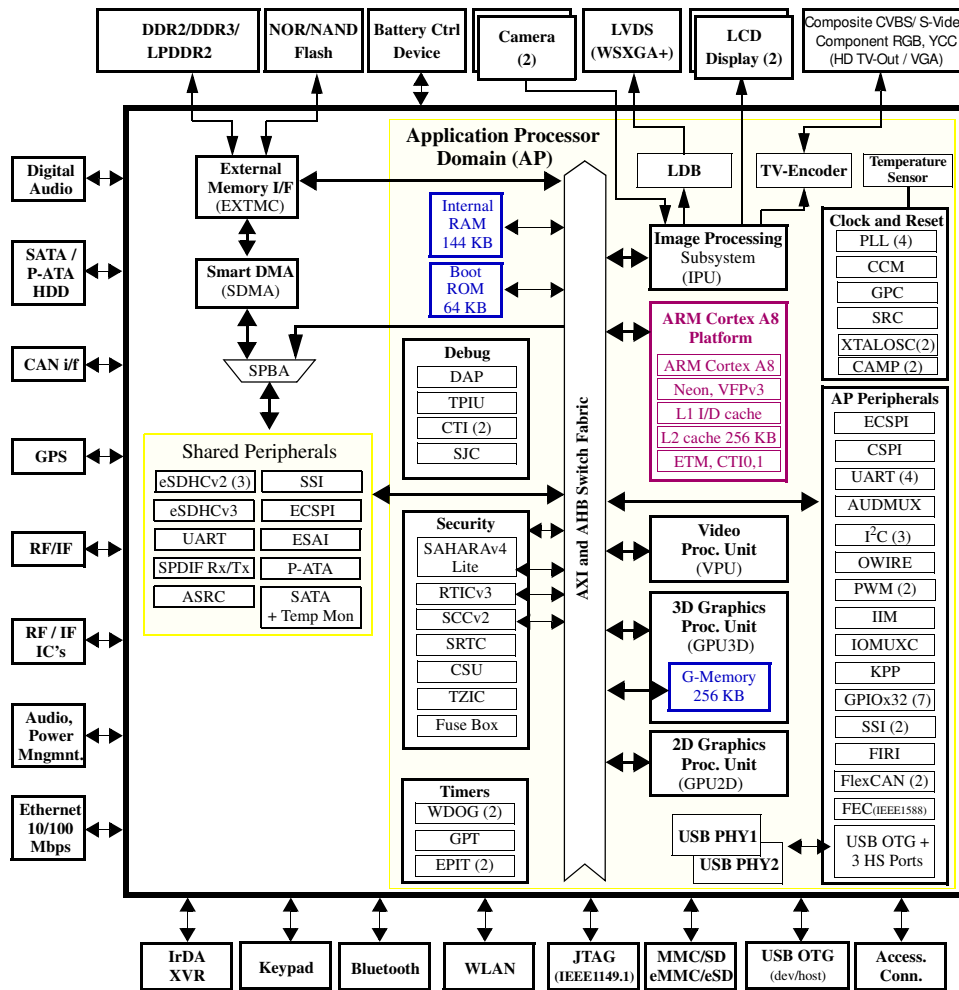 DDR2/DDR3/
LPDDR2
NOR/NAND
Flash
Battery Ctrl
Device
Camera
(2)
LVDS
(WSXGA+)
LCD
Display (2)
Composite CVBS/ S-Vide
Component RGB, YCC
(HD TV-Out / VGA)
Digital
Audio
SATA /
P-ATA
HDD
CAN i/f
GPS
RF/IF
RF / IF
IC's
Audio,
Power
Mngmnt.
Ethernet
10/100
Mbps
Application Processor
Domain (AP)
External
Memory I/F
(EXTMC)
Smart DMA
(SDMA)
SPBA
Shared Peripherals
eSDHCv2 (3)
SSI
eSDHCv3
ECSPI
UART
ESAI
SPDIF Rx/Tx
P-ATA
ASRC
SATA
+ Temp Mon
Internal
RAM
144 KB
Boot
ROM
64 KB
Debug
DAP
TPIU
CTI (2)
SJC
Security
SAHARAv4
Lite
RTICv3
SCCv2
SRTC
CSU
TZIC
Fuse Box
Timers
WDOG (2)
GPT
EPIT (2)
AXI and AHB Switch Fabric
LDB
TV-Encoder
Image Processing
Subsystem
(IPU)
ARM Cortex A8
Platform
ARM Cortex A8
Neon, VFPv3
L1 I/D cache
L2 cache 256 KB
ETM, CTI0,1
Video
Proc. Unit
(VPU)
3D Graphics
Proc. Unit
(GPU3D)
G-Memory
256 KB
2D Graphics
Proc. Unit
(GPU2D)
USB PHY1
USB PHY2
Temperature
Sensor
Clock and Reset
PLL (4)
CCM
GPC
SRC
XTALOSC(2)
CAMP (2)
AP Peripherals
ECSPI
CSPI
UART (4)
AUDMUX
I²C (3)
OWIRE
PWM (2)
IIM
IOMUXC
KPP
GPIOx32 (7)
SSI (2)
FIRI
FlexCAN (2)
FEC(IEEE1588)
USB OTG +
3 HS Ports
IrDA
XVR
Keypad
Bluetooth
WLAN
JTAG
(IEEE1149.1)
MMC/SD
eMMC/eSD
USB OTG
(dev/host)
Access.
Conn.